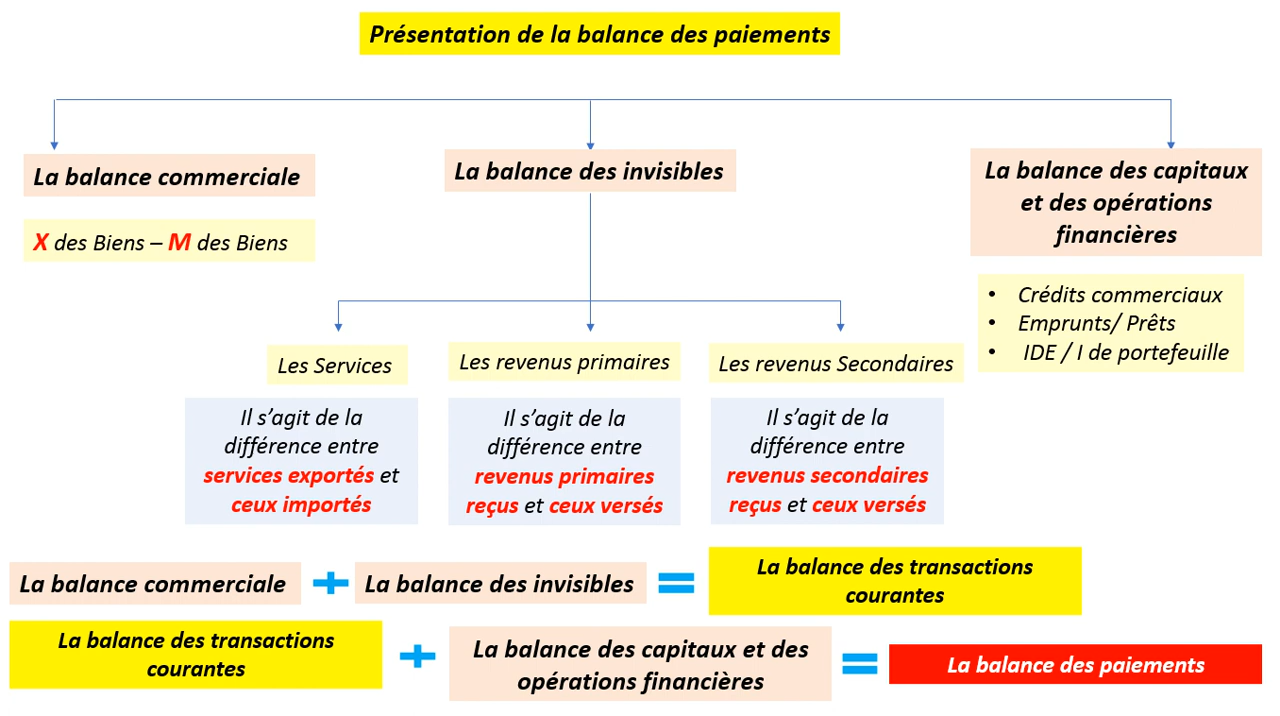 Présentation de la balance des paiements
La balance commerciale
La balance des invisibles
La balance des capitaux
et des opérations
financières
X des Biens – M des Biens
• Crédits commerciaux
• Emprunts/ Prêts
• IDE / I de portefeuille
Les Services
Les revenus primaires
Les revenus Secondaires
Il s’agit de la
différence entre
services exportés et
ceux importés
Il s’agit de la
différence entre
revenus primaires
reçus et ceux versés
Il s’agit de la
différence entre
revenus secondaires
reçus et ceux versés
La balance commerciale + La balance des invisibles = La balance des transactions
courantes
La balance des transactions
courantes
+
La balance des capitaux et des
opérations financières
= La balance des paiements